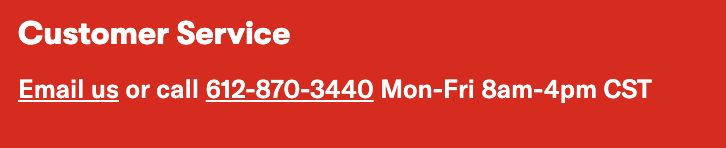 Customer Service
Email us or call 612-870-3440 Mon-Fri 8am-4pm CST